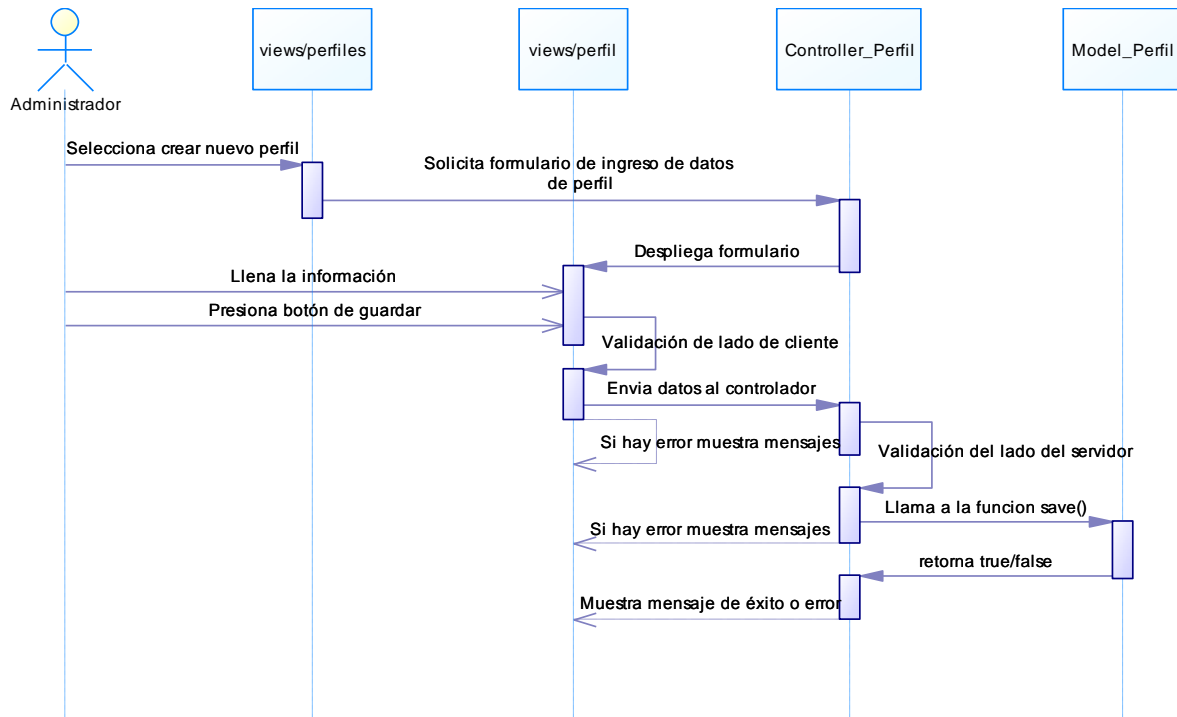 views/perfiles
views/perfil
Controller_Perfil
Model_Perfil
Administrador
Selecciona crear nuevo perfil
Solicita formulario de ingreso de datos
de perfil
Despliega formulario
Llena la información
Presiona botón de guardar
Validación de lado de cliente
Envia datos al controlador
Si hay error muestra mensajes
Validación del lado del servidor
Llama a la funcion save()
Si hay error muestra mensajes
retorna true/false
Muestra mensaje de éxito o error